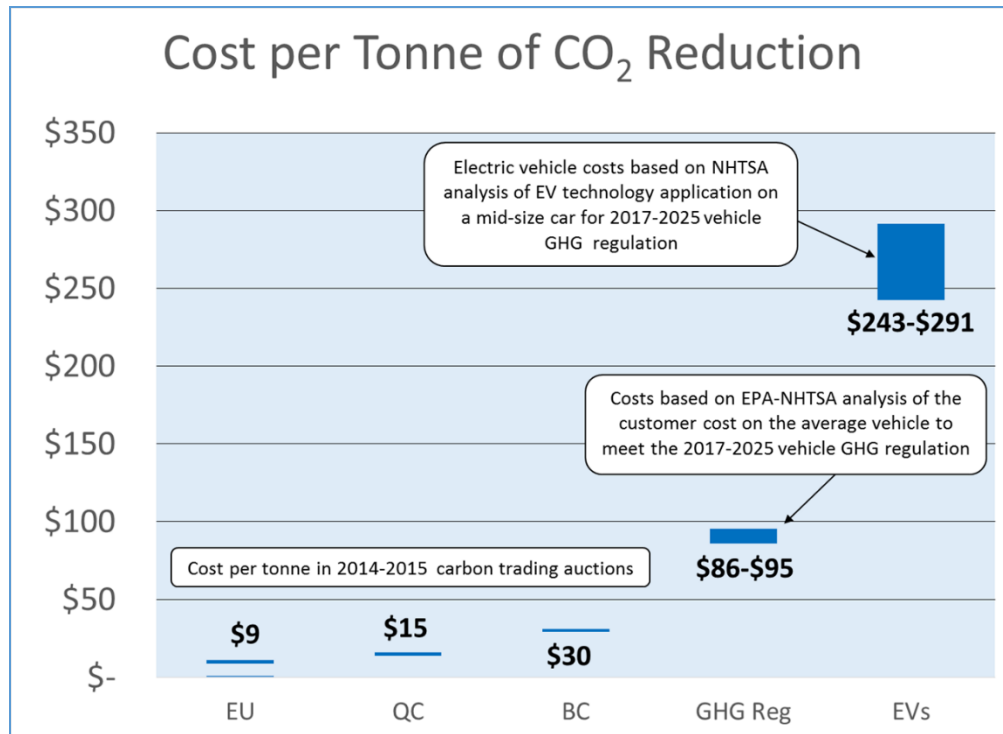 Cost per Tonne of CO₂ Reduction
$350
$300
$250
$200
$150
$100
$50
$-
Electric vehicle costs based on NHTSA
analysis of EV technology application on
a mid-size car for 2017-2025 vehicle
GHG regulation
$243-$291
Costs based on EPA-NHTSA analysis of the
customer cost on the average vehicle to
meet the 2017-2025 vehicle GHG regulation
$86-$95
Cost per tonne in 2014-2015 carbon trading auctions
$9
$15
$30
EU
QC
BC
GHG Reg
EVs